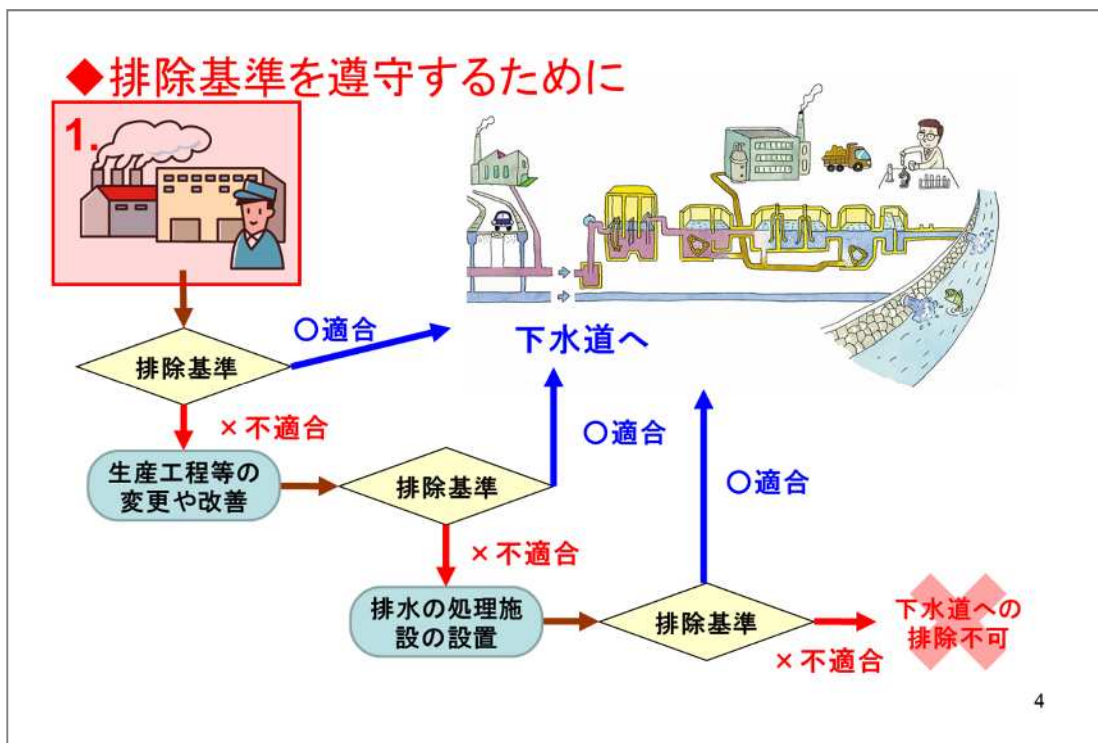 ◆排除基準を遵守するために
1.
排除基準
〇適合
下水道へ
×不適合
生産工程等の
変更や改善
排除基準
〇適合
×不適合
排水の処理施
設の設置
排除基準
〇適合
×不適合
下水道への
排除不可
4